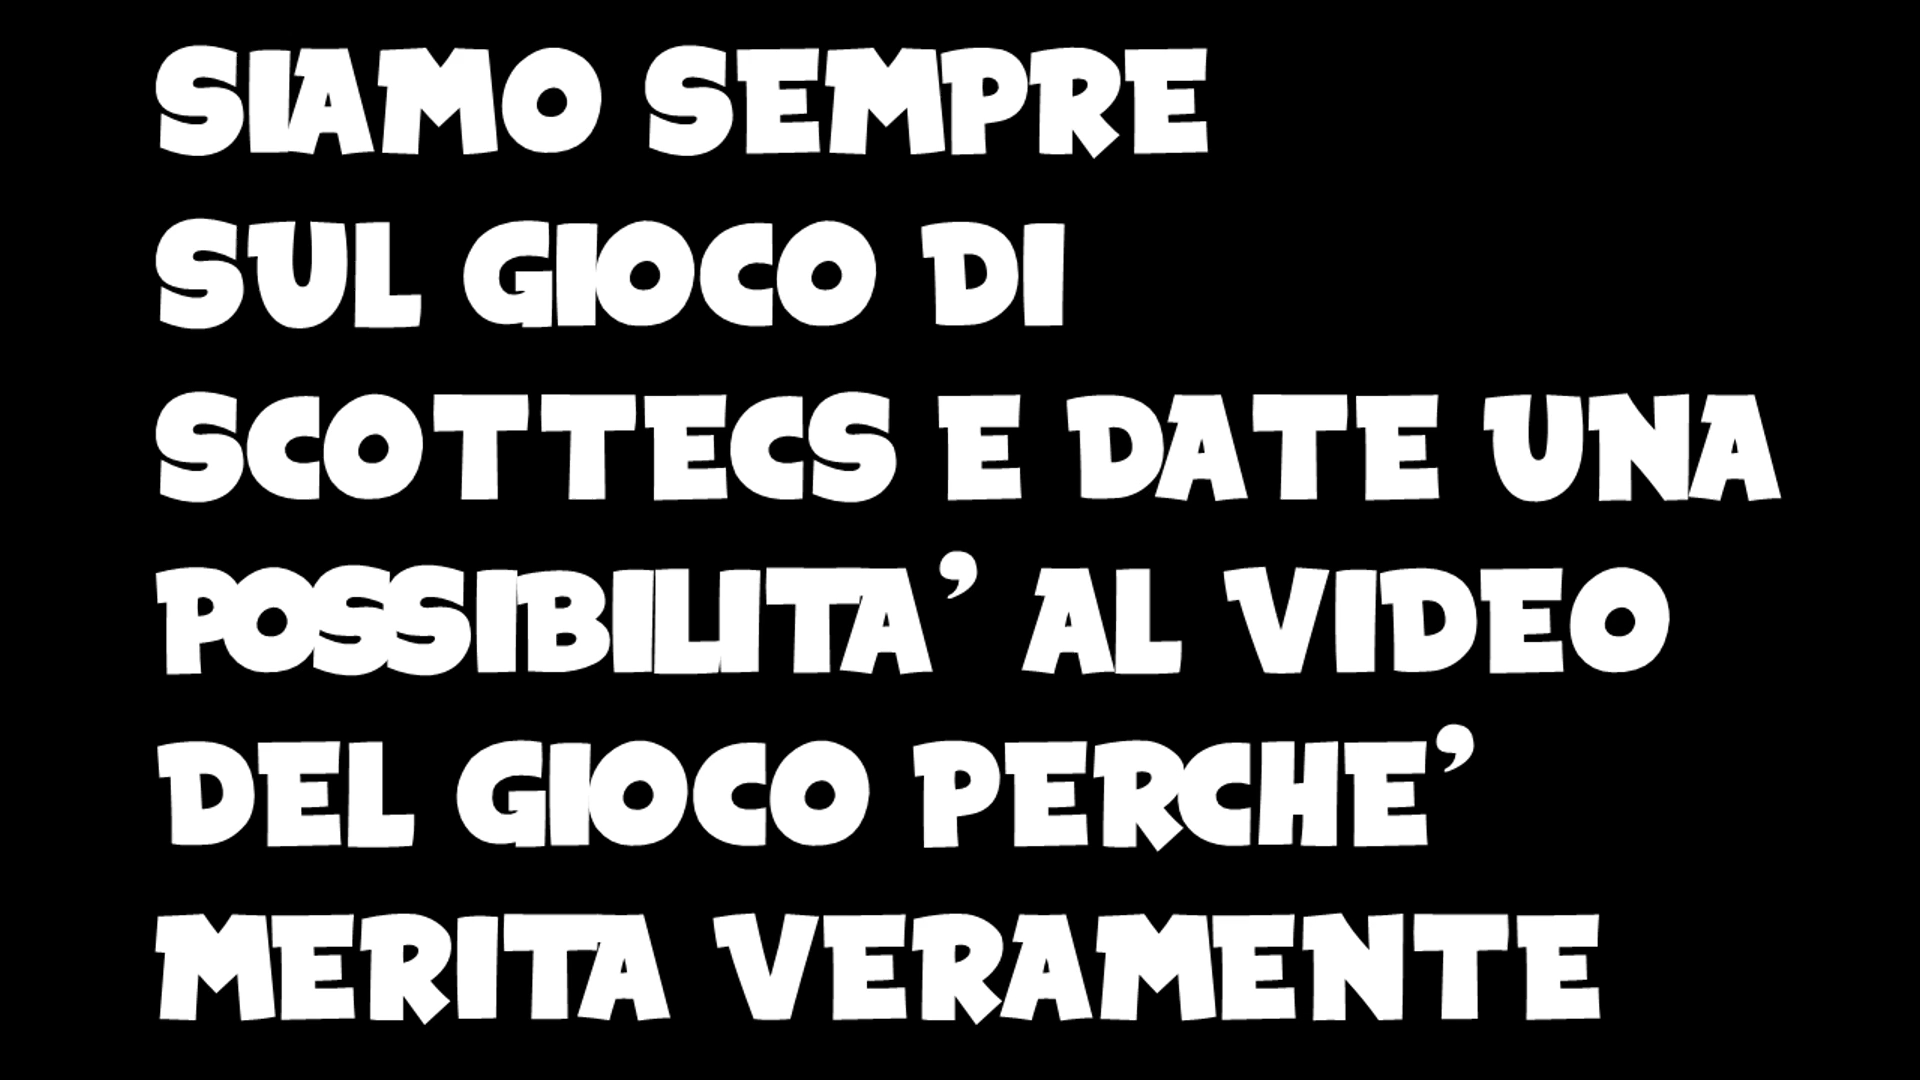 SIAMO SEMPRE
SUL GIOCO DI
SCOTTECS E DATE UNA
POSSIBILITA’ AL VIDEO
DEL GIOCO PERCHE’
MERITA VERAMENTE